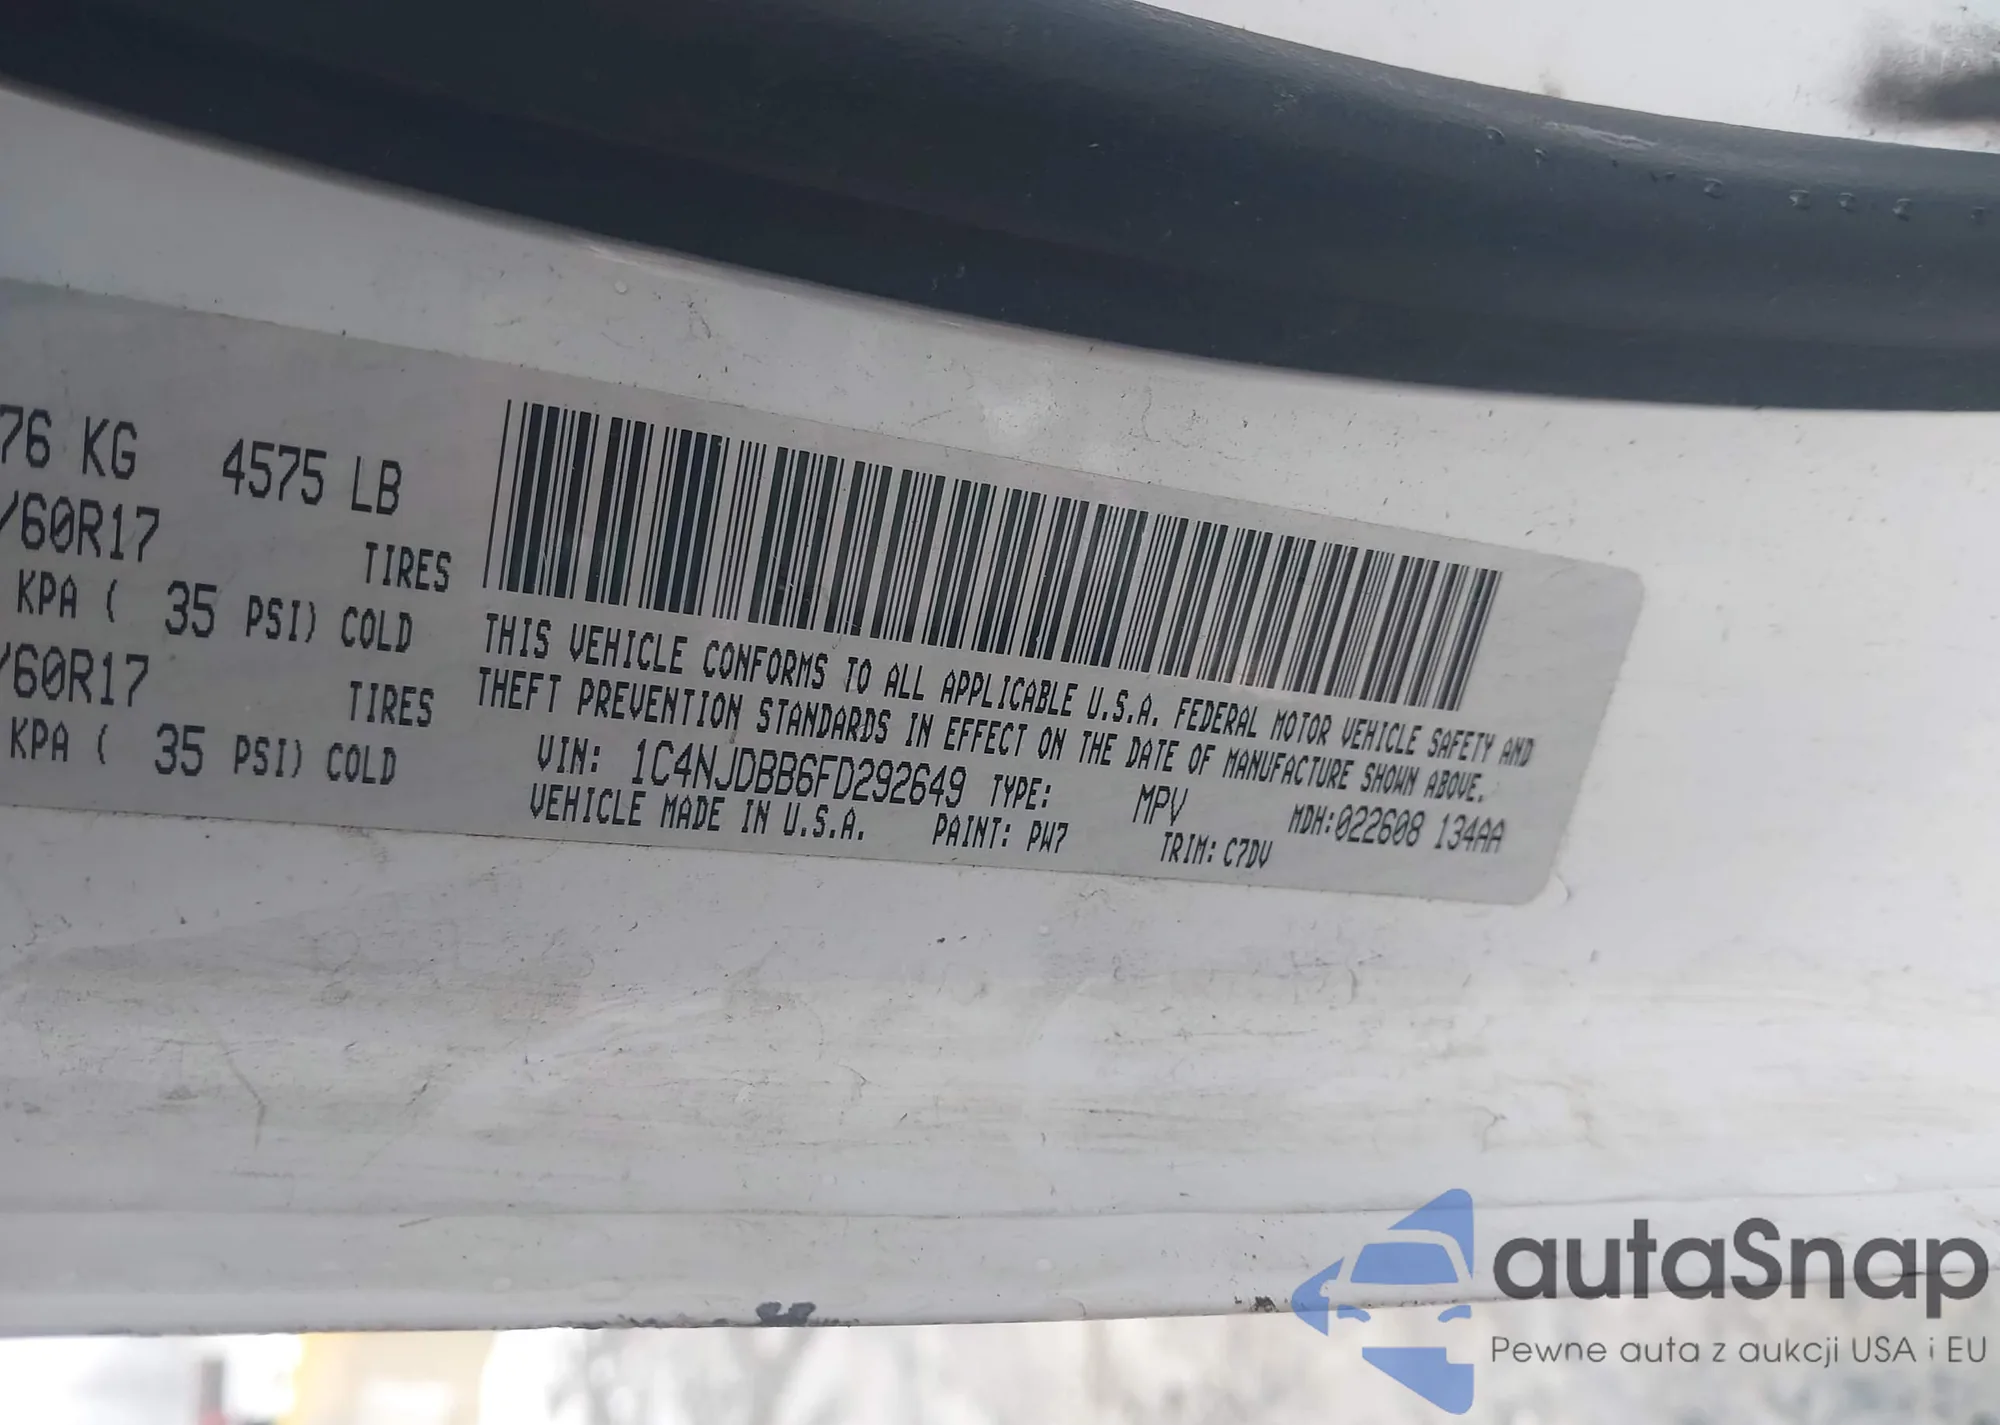 76 KG 4575 LB
/60R17 TIRES
KPA ( 35 PSI) COLD
/60R17 TIRES
KPA ( 35 PSI) COLD
THIS VEHICLE CONFORMS TO ALL APPLICABLE U.S.A. FEDERAL MOTOR VEHICLE SAFETY AND
THEFT PREVENTION STANDARDS IN EFFECT ON THE DATE OF MANUFACTURE SHOWN ABOVE.
VIN: 1C4NJDBB6FD292649 TYPE: MPV MDH:022608 134AA
VEHICLE MADE IN U.S.A. PAINT: PW7 TRIM: C7DV
autaSnap
Pewne auta z aukcji USA i EU